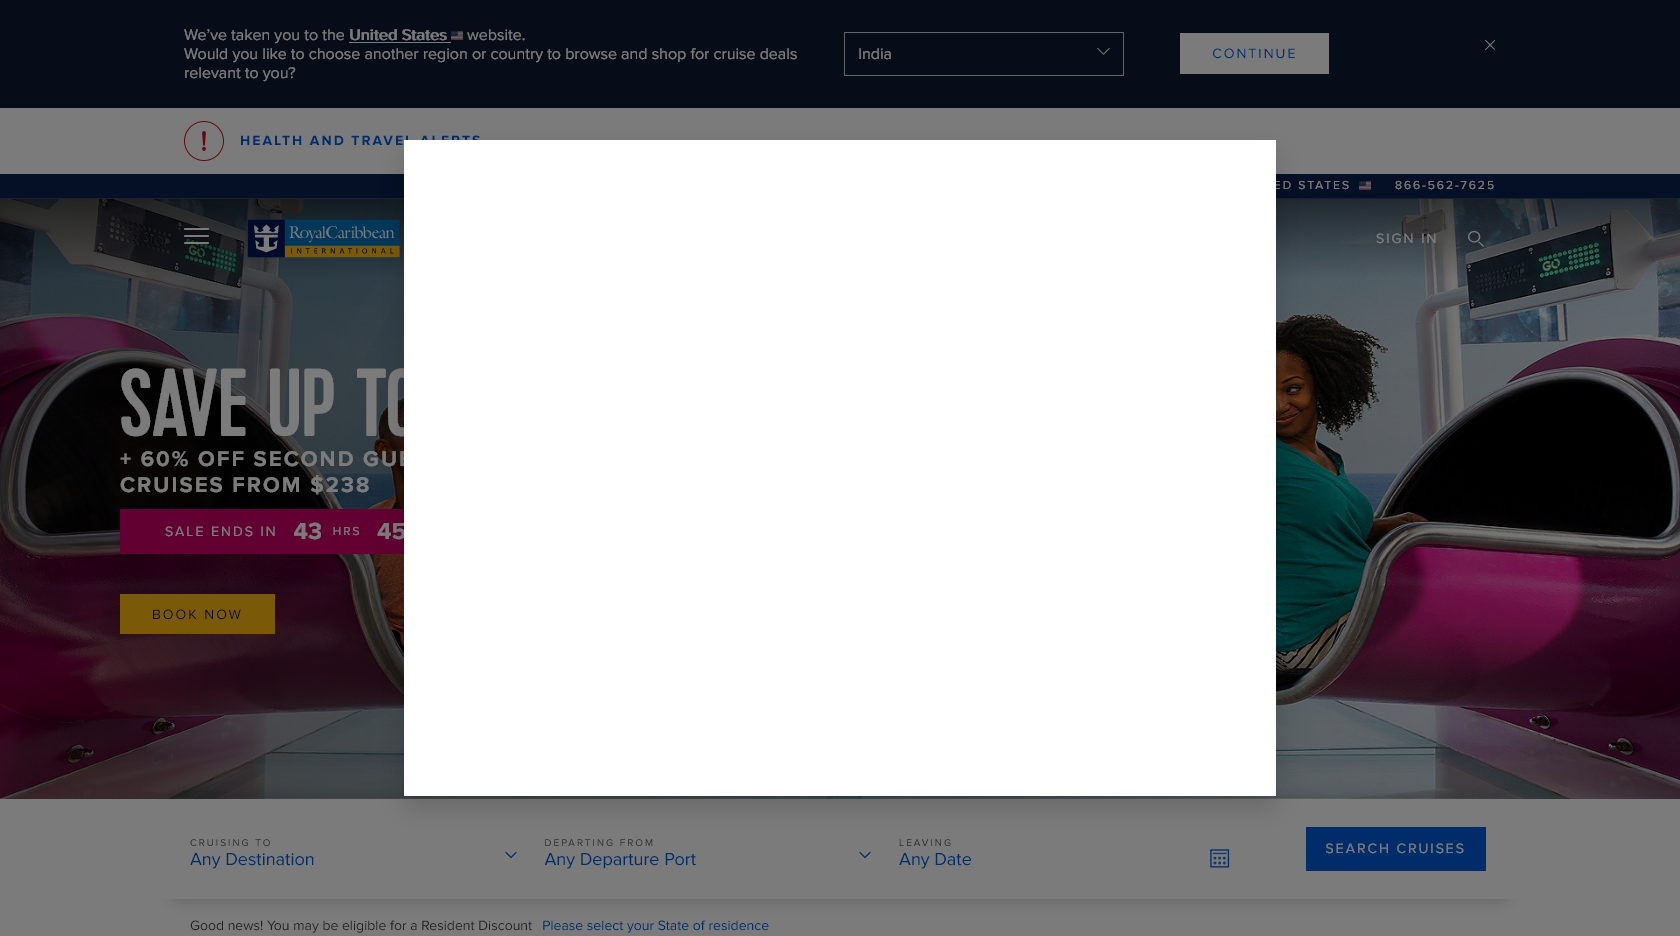 We've taken you to the United States website.
Would you like to choose another region or country to browse and shop for cruise deals
relevant to you?
India
CONTINUE
HEALTH AND TRAVEL ALERTS
ED STATES
866-562-7625
RoyalCaribbean
INTERNATIONAL
SIGN IN
GO
GO
SAVE UP TO
+ 60% OFF SECOND GUE
CRUISES FROM $238
SALE ENDS IN 43 HRS 45
BOOK NOW
CRUISING TO
Any Destination
DEPARTING FROM
Any Departure Port
LEAVING
Any Date
SEARCH CRUISES
Good news! You may be eligible for a Resident Discount Please select your State of residence